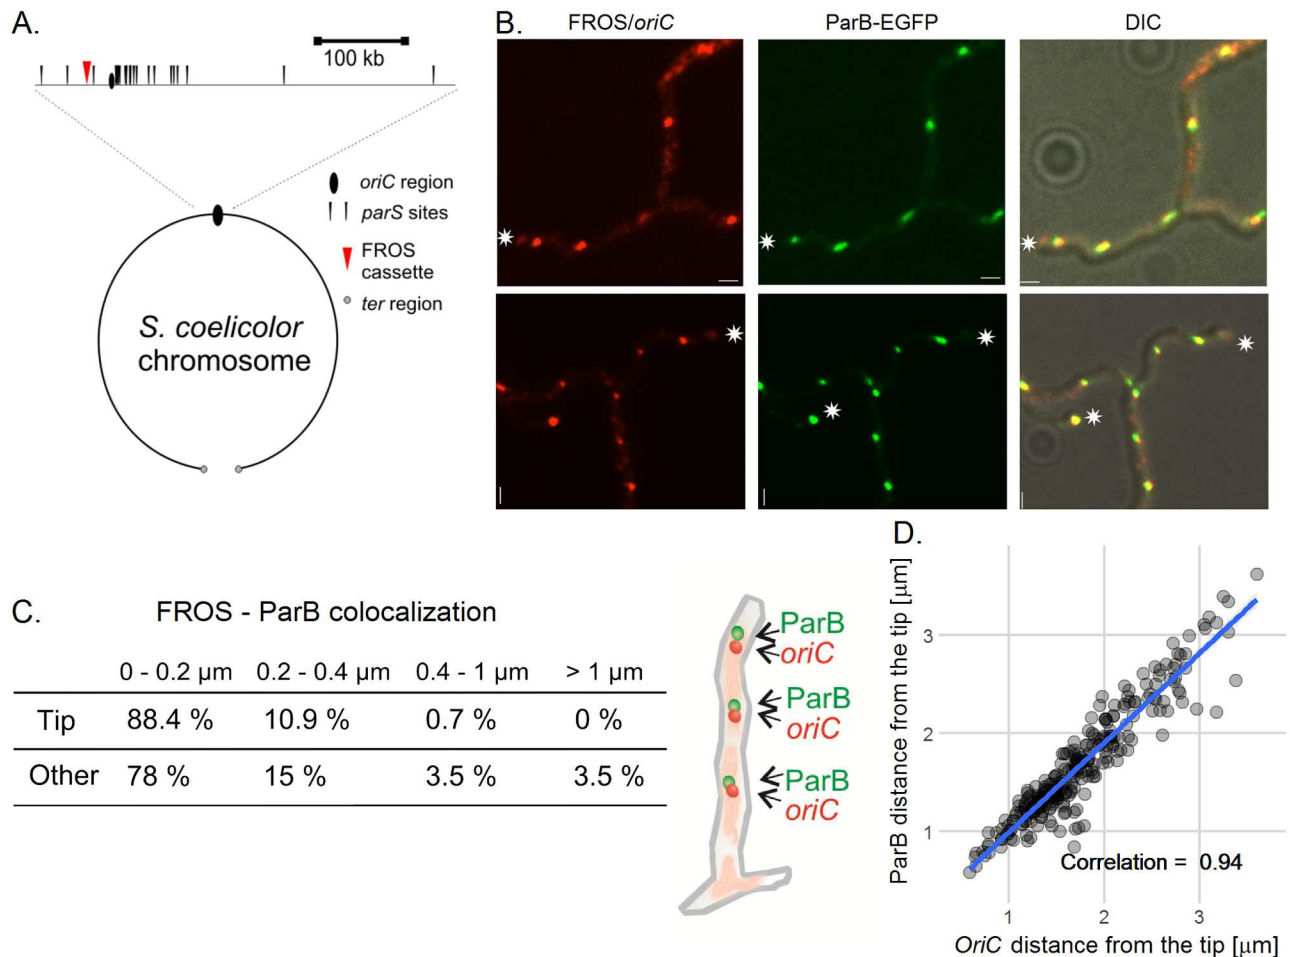 A.
100 kb
oriC region
parS sites
FROS
cassette
ter region
S. coelicolor
chromosome
B.
FROS/oriC
ParB-EGFP
DIC
C.
FROS - ParB colocalization
0 - 0.2 µm 0.2 - 0.4 µm 0.4 - 1 µm > 1 µm
Tip 88.4 % 10.9 % 0.7 % 0 %
Other 78 % 15 % 3.5 % 3.5 %
ParB
oriC
ParB
oriC
ParB
oriC
D.
ParB distance from the tip [µm]
3
2
1
Correlation = 0.94
1 2 3
OriC distance from the tip [µm]